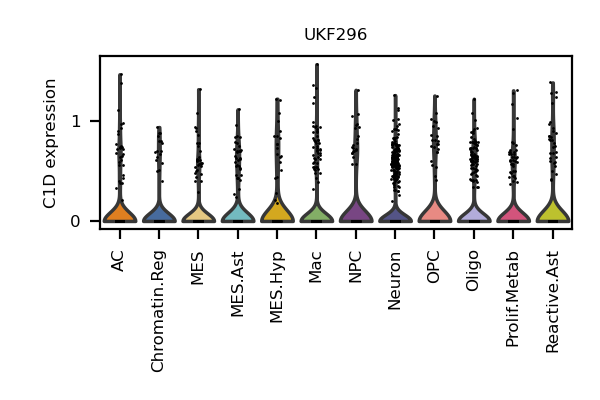 UKF296
C1D expression
1
0
AC
Chromatin.Reg
MES
MES.Ast
MES.Hyp
Mac
NPC
Neuron
OPC
Oligo
Prolif.Metab
Reactive.Ast